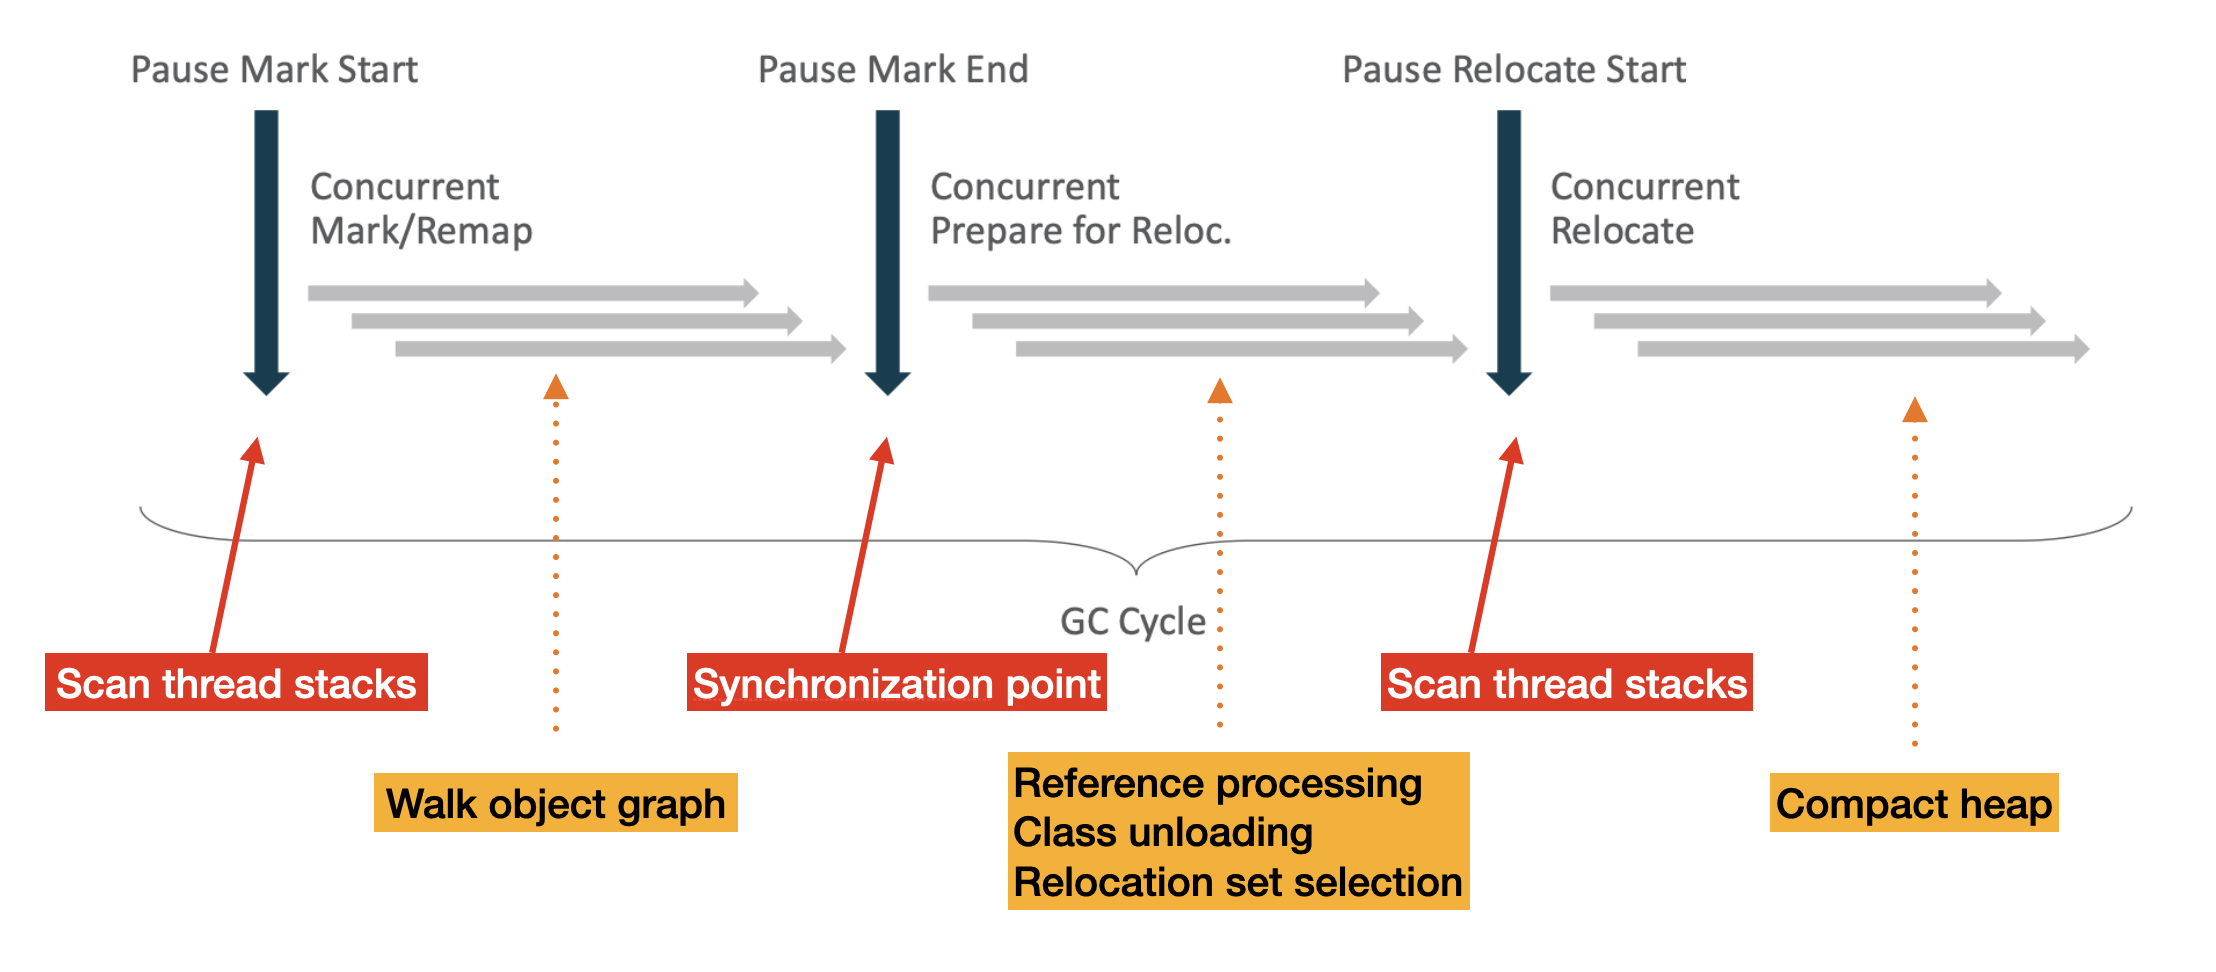 Pause Mark Start
Pause Mark End
Pause Relocate Start
Concurrent
Mark/Remap
Concurrent
Prepare for Reloc.
Concurrent
Relocate
GC Cycle
Scan thread stacks
Synchronization point
Scan thread stacks
Walk object graph
Reference processing
Class unloading
Relocation set selection
Compact heap